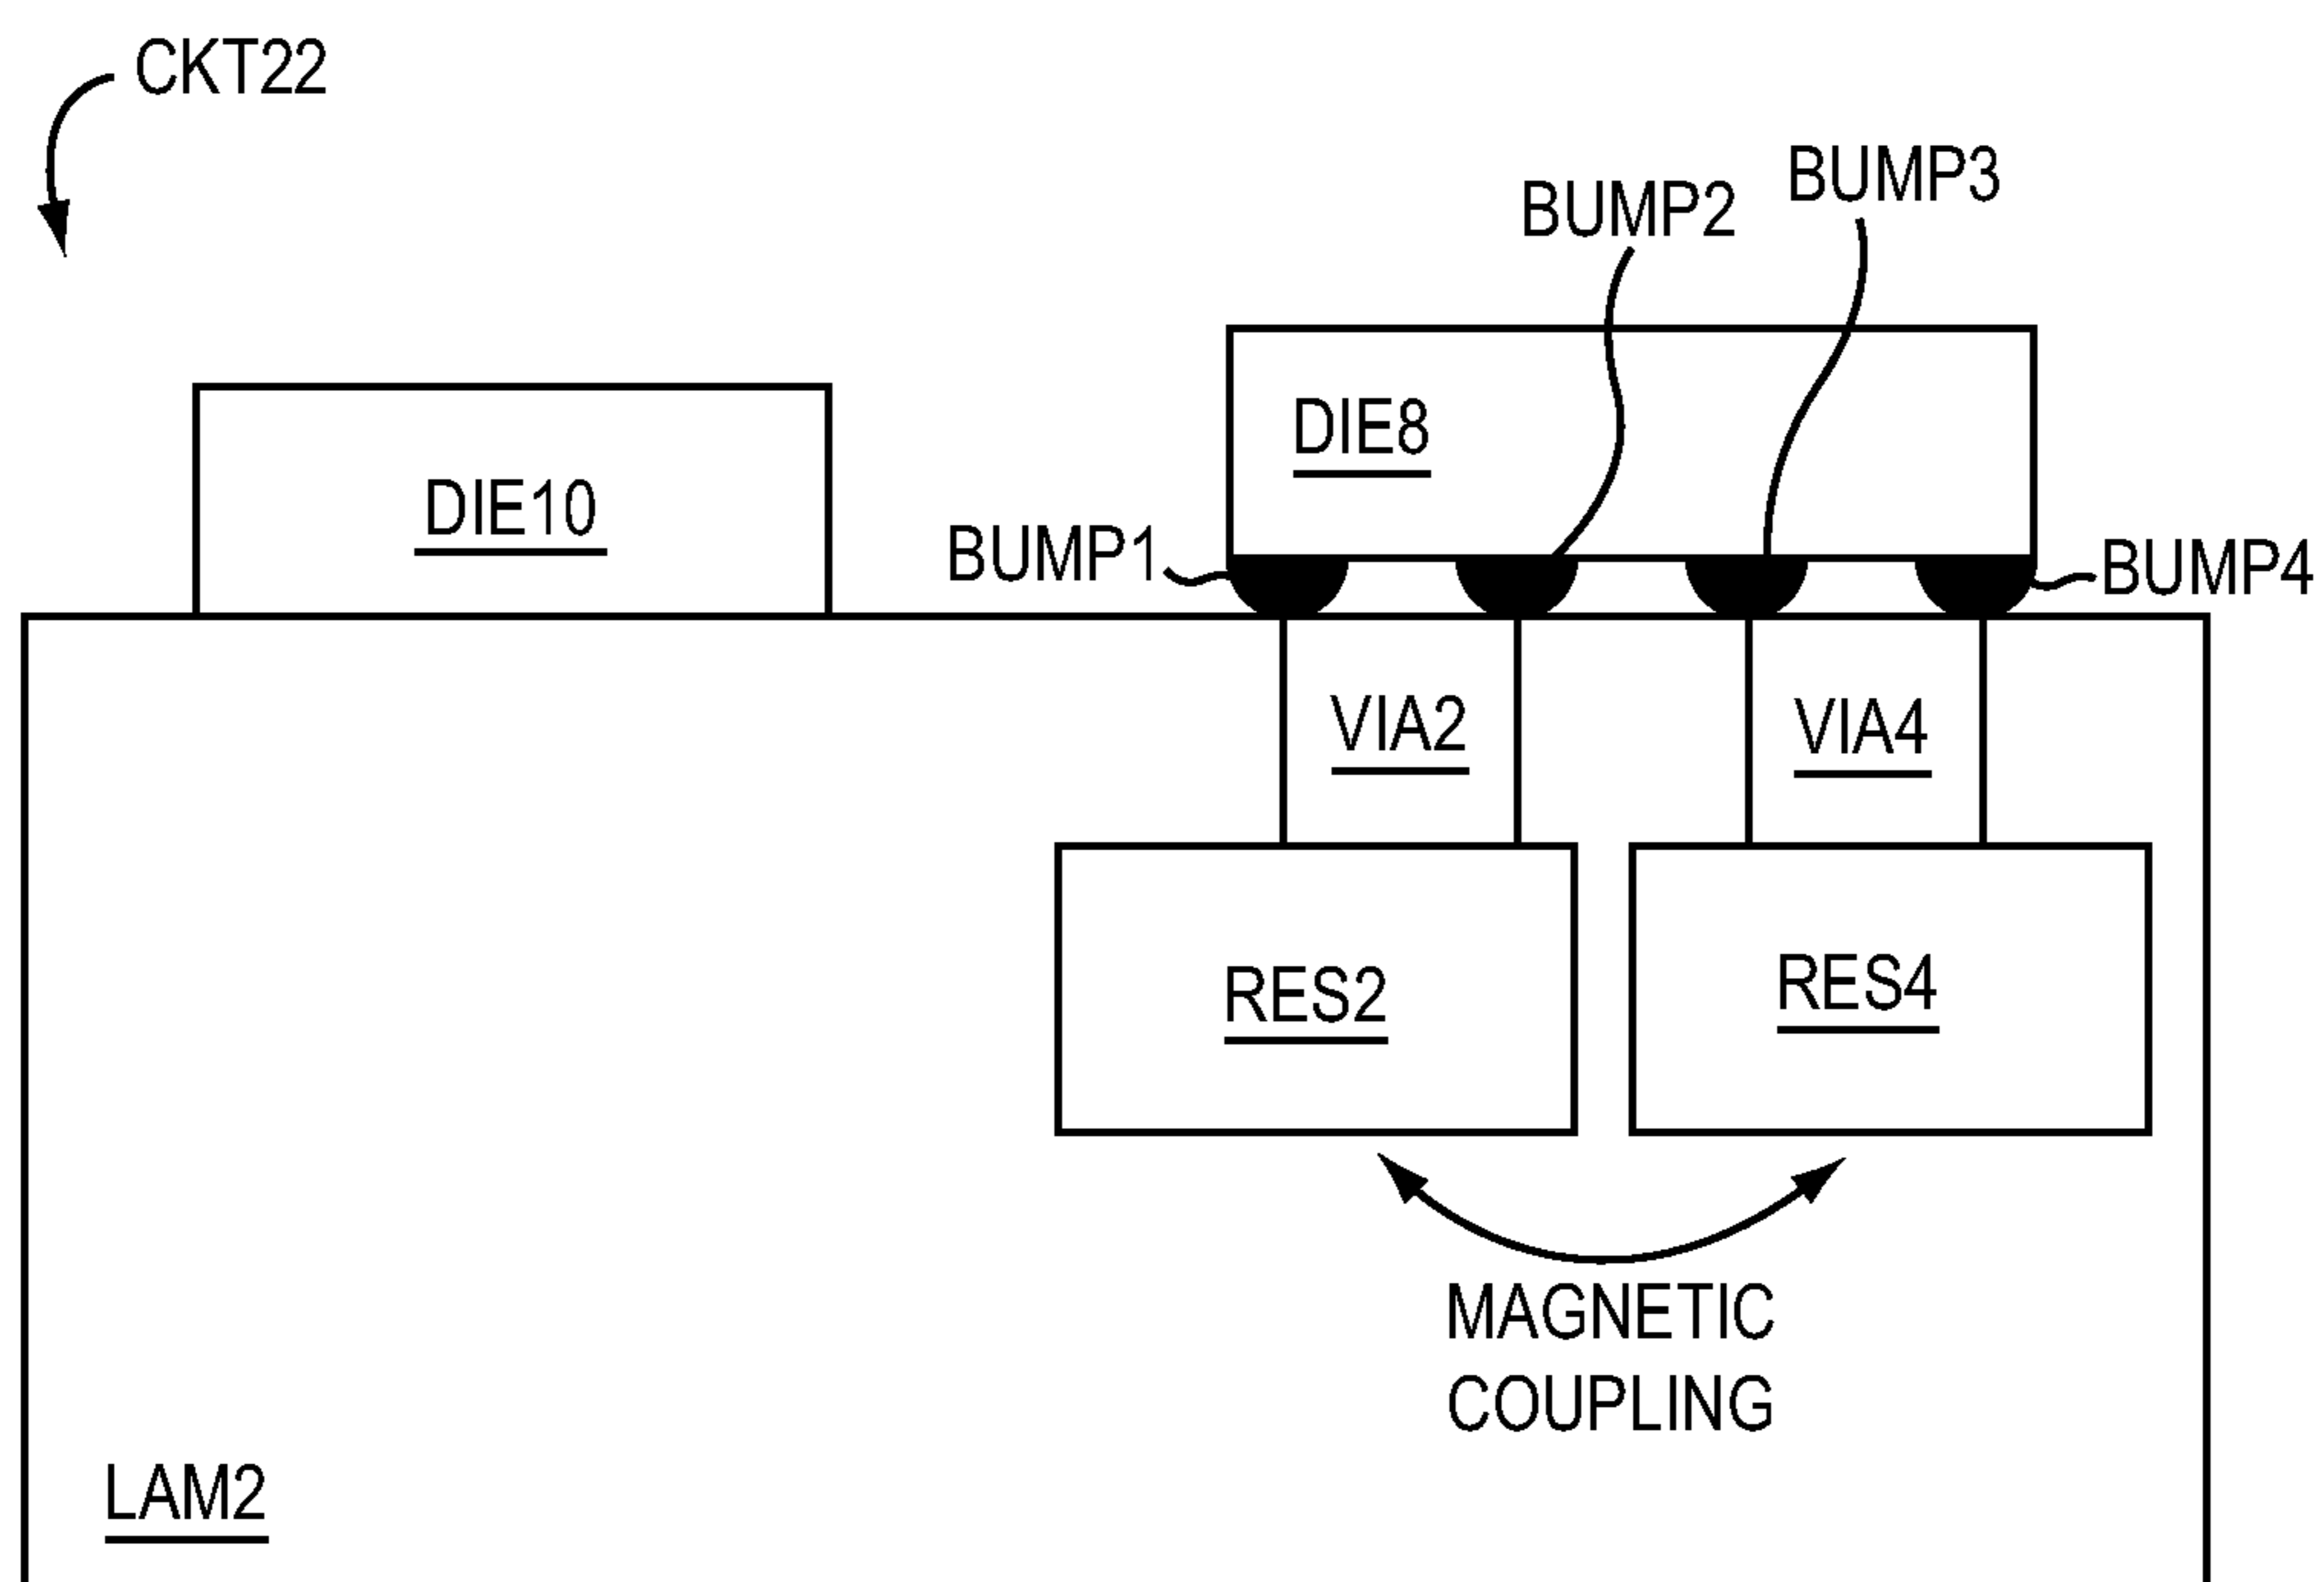 CKT22
BUMP3
BUMP2
DIE8
DIE10
BUMP1
BUMP4
VIA2
VIA4
RES2
RES4
MAGNETIC
COUPLING
LAM2